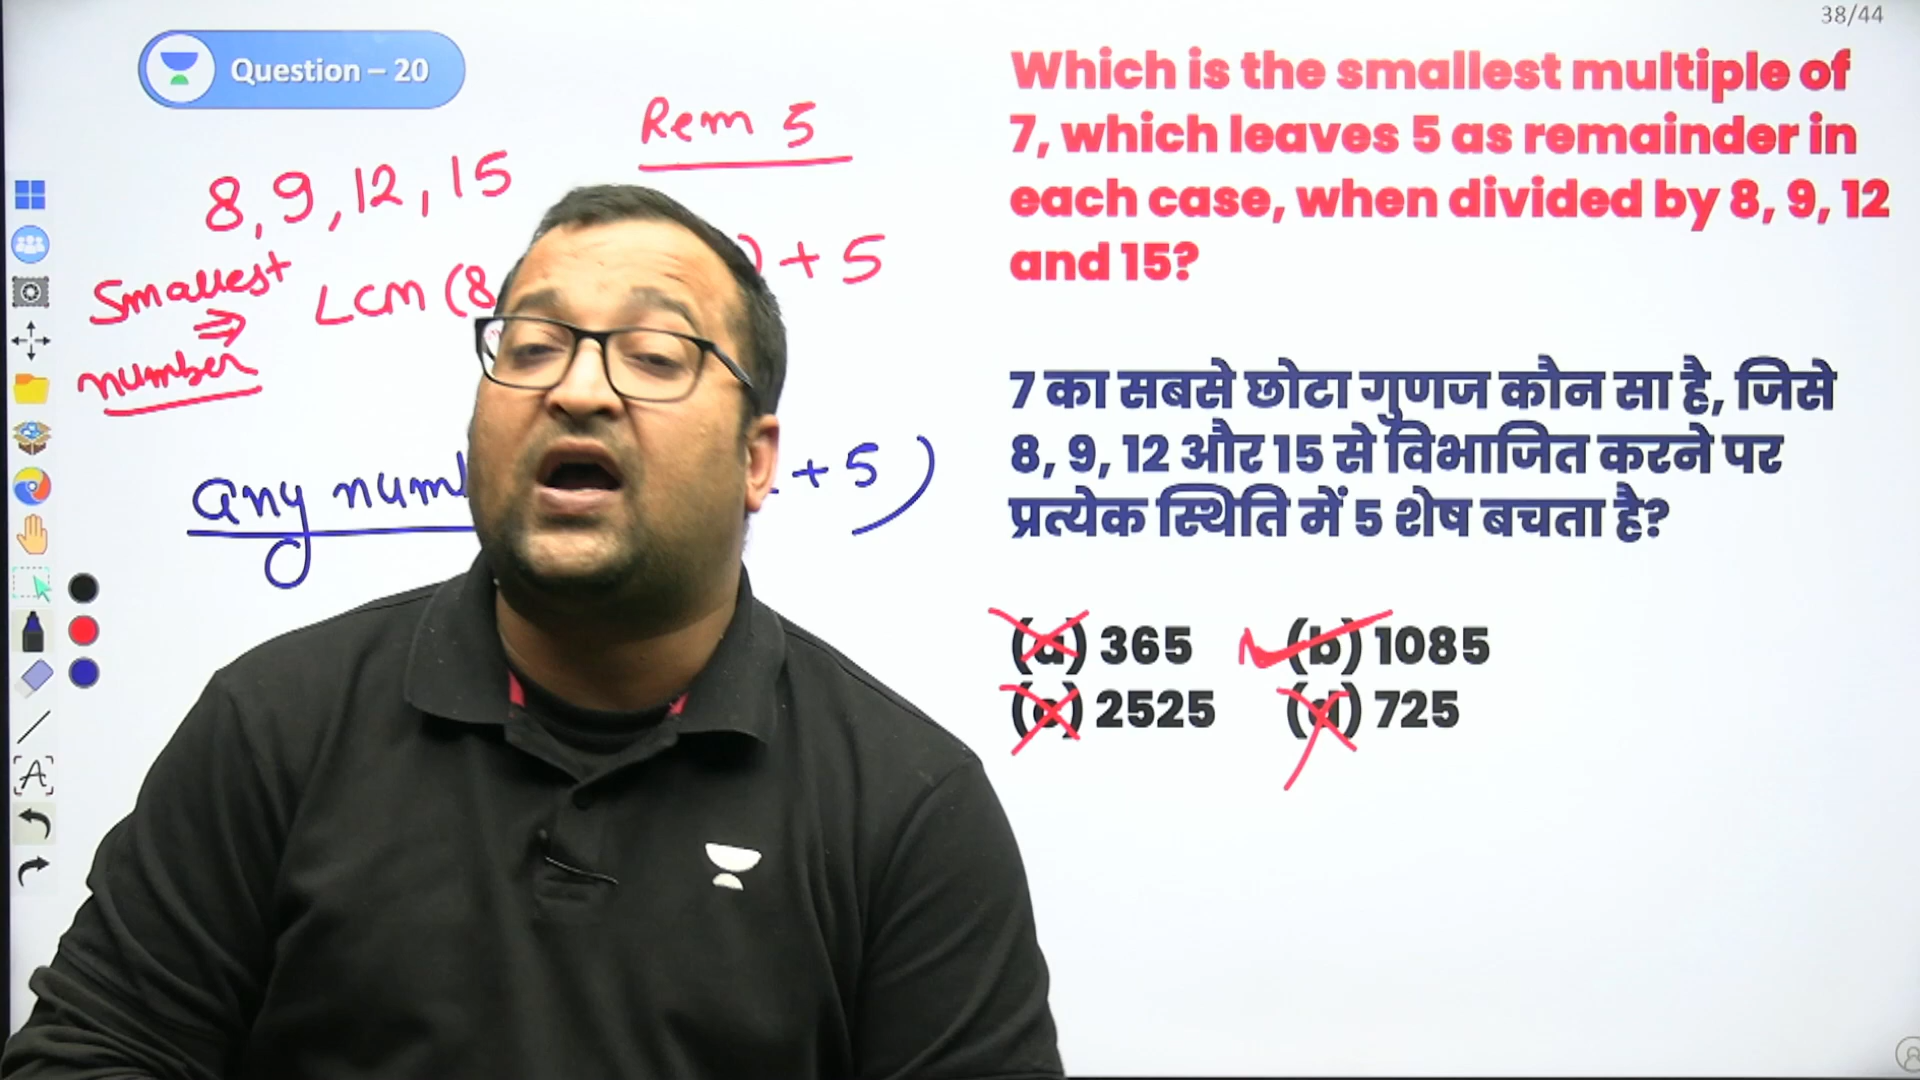 38/44
Question – 20
Which is the smallest multiple of
7, which leaves 5 as remainder in
each case, when divided by 8, 9, 12
and 15?
7 का सबसे छोटा गुणज कौन सा है, जिसे
8, 9, 12 और 15 से विभाजित करने पर
प्रत्येक स्थिति में 5 शेष बचता है?
(a) 365 (b) 1085
(c) 2525 (d) 725
Rem 5
8, 9, 12, 15
Smallest
number
⇒ LCM (8 ) + 5
any num + 5 )